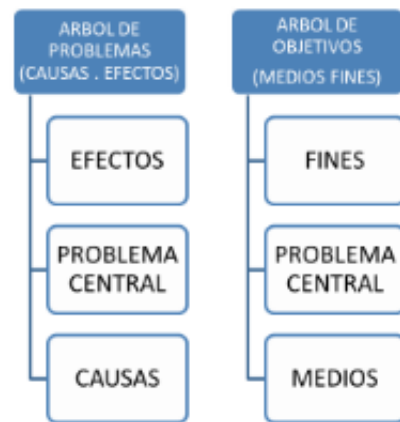 ARBOL DE
PROBLEMAS
(CAUSAS . EFECTOS)
EFECTOS
PROBLEMA
CENTRAL
CAUSAS
ARBOL DE
OBJETIVOS
(MEDIOS FINES)
FINES
PROBLEMA
CENTRAL
MEDIOS